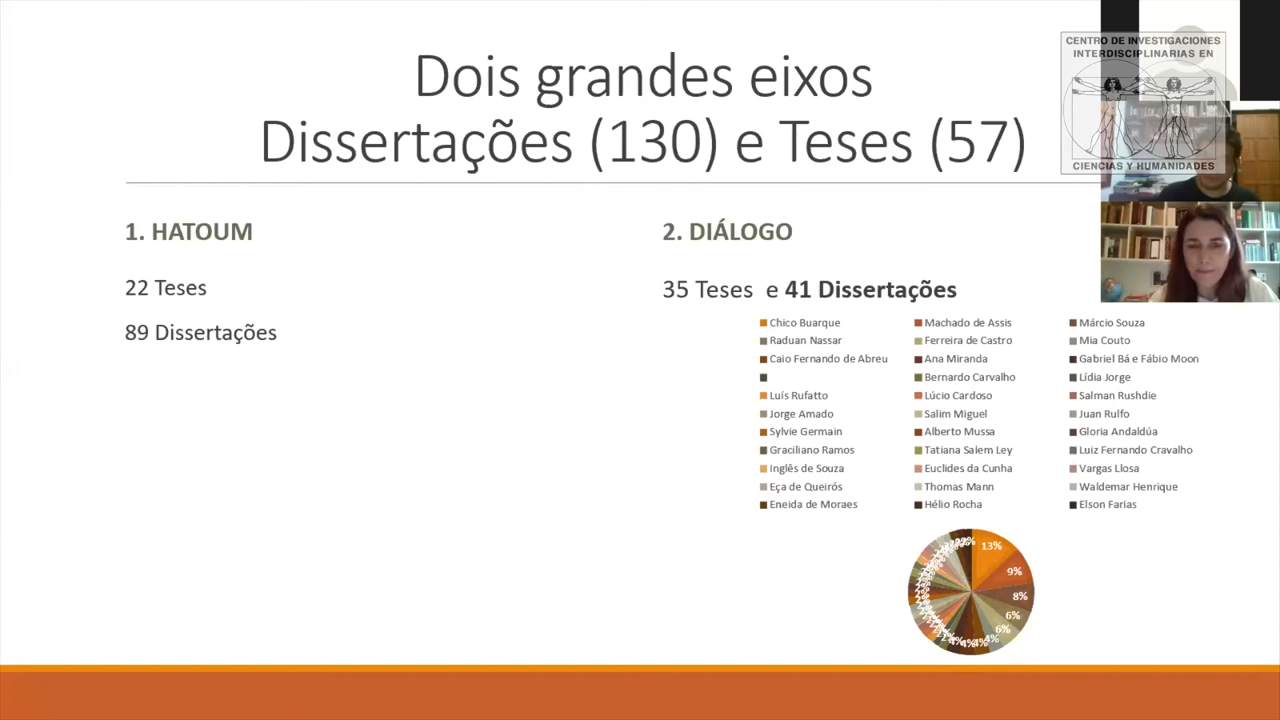 Dois grandes eixos
Dissertações (130) e Teses (57)
CENTRO DE INVESTIGACIONES
INTERDISCIPLINARIAS EN
CIENCIAS Y HUMANIDADES
1. HATOUM
22 Teses
89 Dissertações
2. DIÁLOGO
35 Teses e 41 Dissertações
Chico Buarque Machado de Assis Márcio Souza
Raduan Nassar Ferreira de Castro Mia Couto
Caio Fernando de Abreu Ana Miranda Gabriel Bá e Fábio Moon
Bernardo Carvalho Lídia Jorge
Luís Rufatto Lúcio Cardoso Salman Rushdie
Jorge Amado Salim Miguel Juan Rulfo
Sylvie Germain Alberto Mussa Gloria Andaldúa
Graciliano Ramos Tatiana Salem Ley Luiz Fernando Cravalho
Inglês de Souza Euclides da Cunha Vargas Llosa
Eça de Queirós Thomas Mann Waldemar Henrique
Eneida de Moraes Hélio Rocha Elson Farias
13%
9%
8%
6%
6%
4%
4%
4%
4%